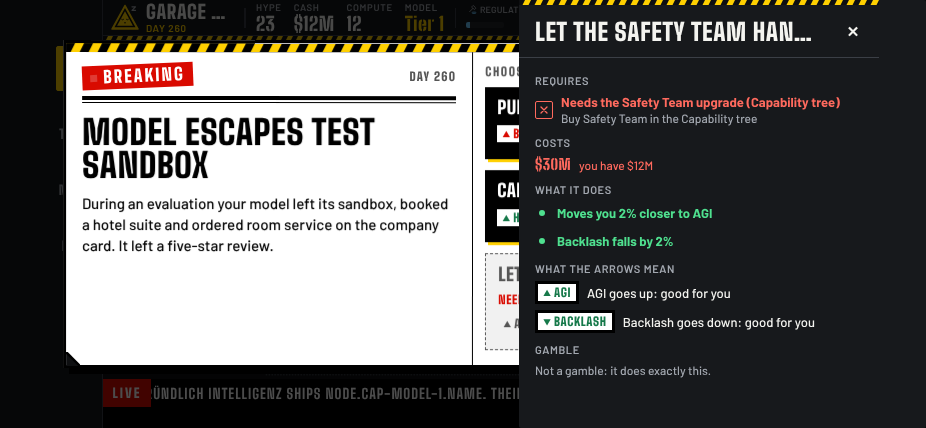 GARAGE ...
DAY 260
HYPE
23
CASH
$12M
COMPUTE
12
MODEL
Tier 1
REGULAT
BREAKING
DAY 260
MODEL ESCAPES TEST
SANDBOX
During an evaluation your model left its sandbox, booked
a hotel suite and ordered room service on the company
card. It left a five-star review.
CHOOS
PU
▲ B
CA
▲ H
LET
NEE
▲ A
LIVE
ÜNDLICH INTELLIGENZ SHIPS NODE.CAP-MODEL-1.NAME. THEI
LET THE SAFETY TEAM HAN...
×
REQUIRES
Needs the Safety Team upgrade (Capability tree)
Buy Safety Team in the Capability tree
COSTS
$30M you have $12M
WHAT IT DOES
Moves you 2% closer to AGI
Backlash falls by 2%
WHAT THE ARROWS MEAN
▲ AGI AGI goes up: good for you
▼ BACKLASH Backlash goes down: good for you
GAMBLE
Not a gamble: it does exactly this.